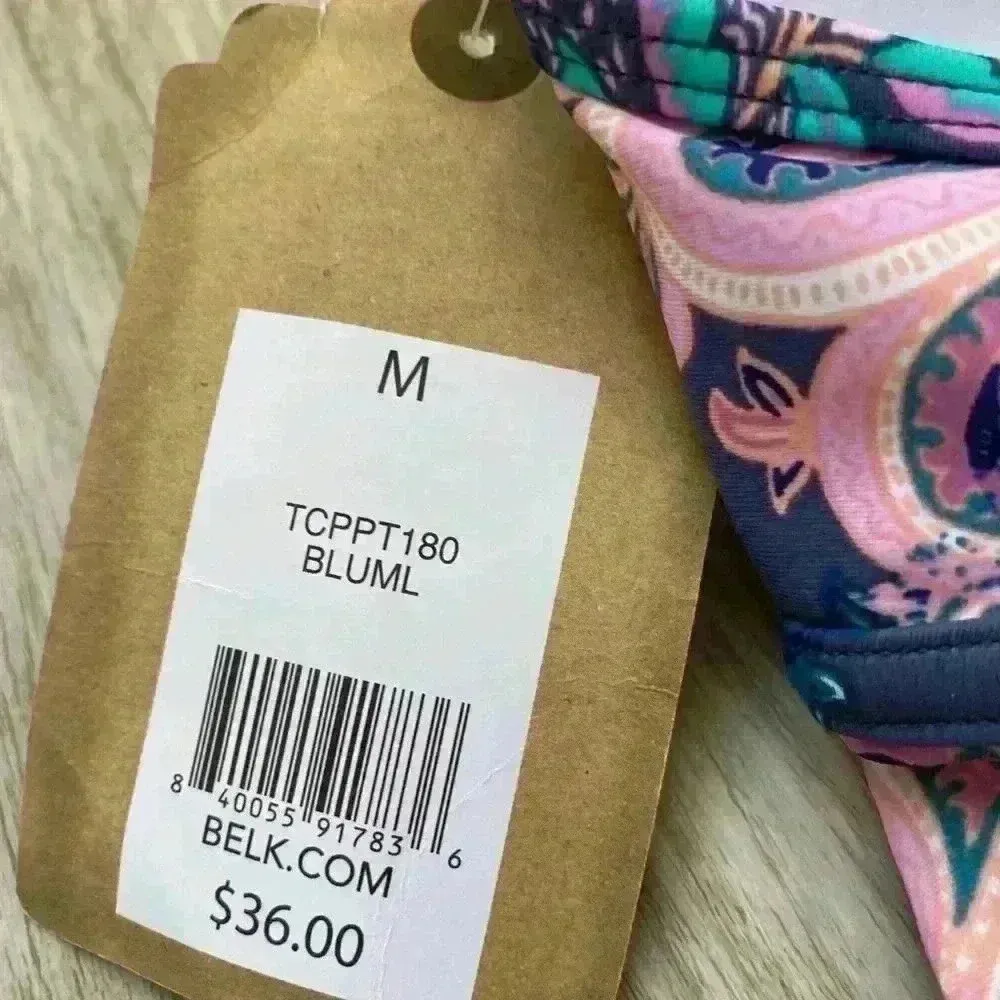 M
TCPPT180
BLUML
8 40055 91783 6
BELK.COM
$36.00